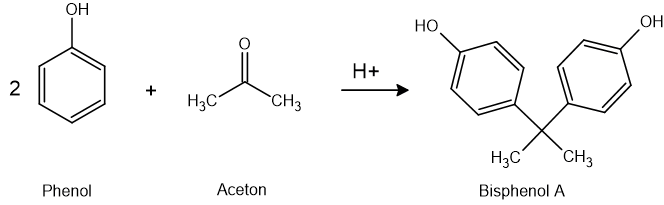 OH
2
+
O
H3C
CH3
H+
HO
OH
H3C
CH3
Phenol
Aceton
Bisphenol A